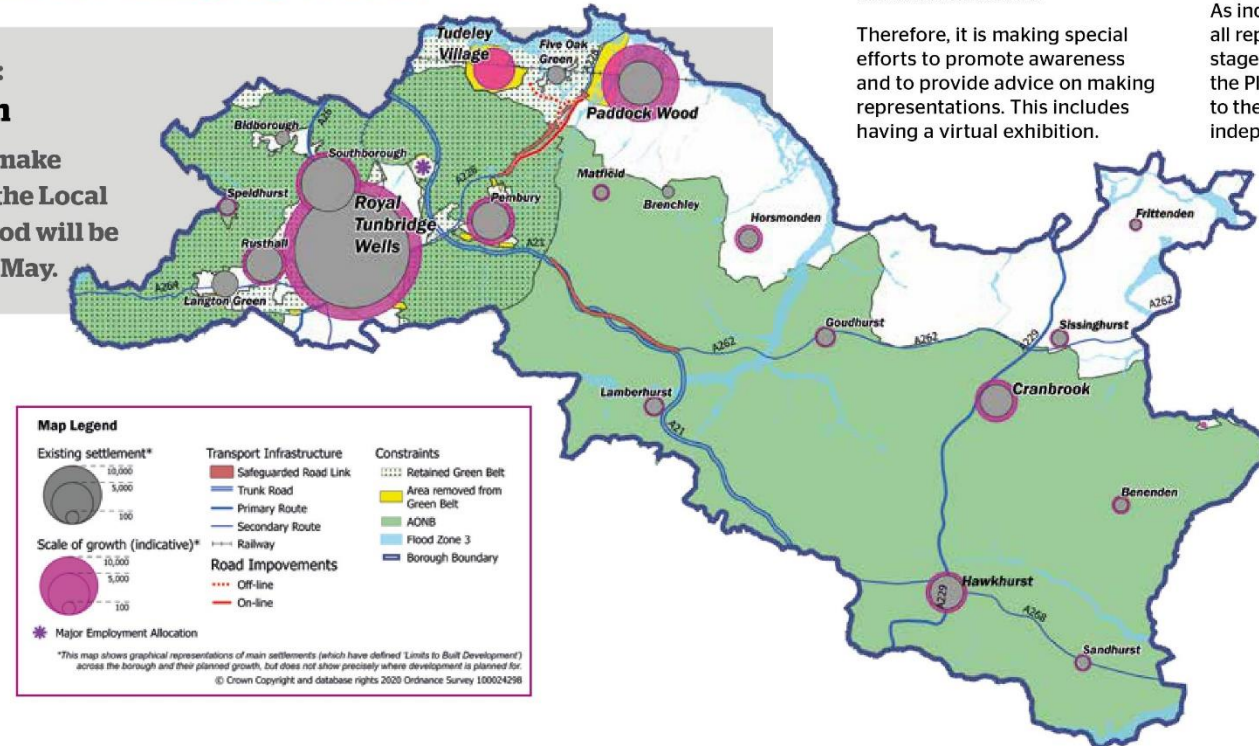 :
n
make
the Local
od will be
May.
Therefore, it is making special
efforts to promote awareness
and to provide advice on making
representations. This includes
having a virtual exhibition.
As inc
all rep
stage
the Pl
to the
indep
Tudeley
Village
Five Oak
Green
A228
Paddock Wood
Bidborough
A26
Southborough
A228
Speldhurst
Royal
Tunbridge
Wells
Pembury
Matfield
Brenchley
Horsmonden
Frittenden
Rusthall
A21
A264
Langton Green
A262
Goudhurst
A262
A229
Sissinghurst
A262
Lamberhurst
A21
Cranbrook
Benenden
Hawkhurst
A229
A268
Sandhurst
Map Legend
Existing settlement*
10,000
5,000
100
Scale of growth (indicative)*
10,000
5,000
100
Major Employment Allocation
Transport Infrastructure
Safeguarded Road Link
Trunk Road
Primary Route
Secondary Route
Railway
Road Impovements
Off-line
On-line
Constraints
Retained Green Belt
Area removed from
Green Belt
AONB
Flood Zone 3
Borough Boundary
*This map shows graphical representations of main settlements (which have defined 'Limits to Built Development')
across the borough and their planned growth, but does not show precisely where development is planned for.
© Crown Copyright and database rights 2020 Ordnance Survey 100024298